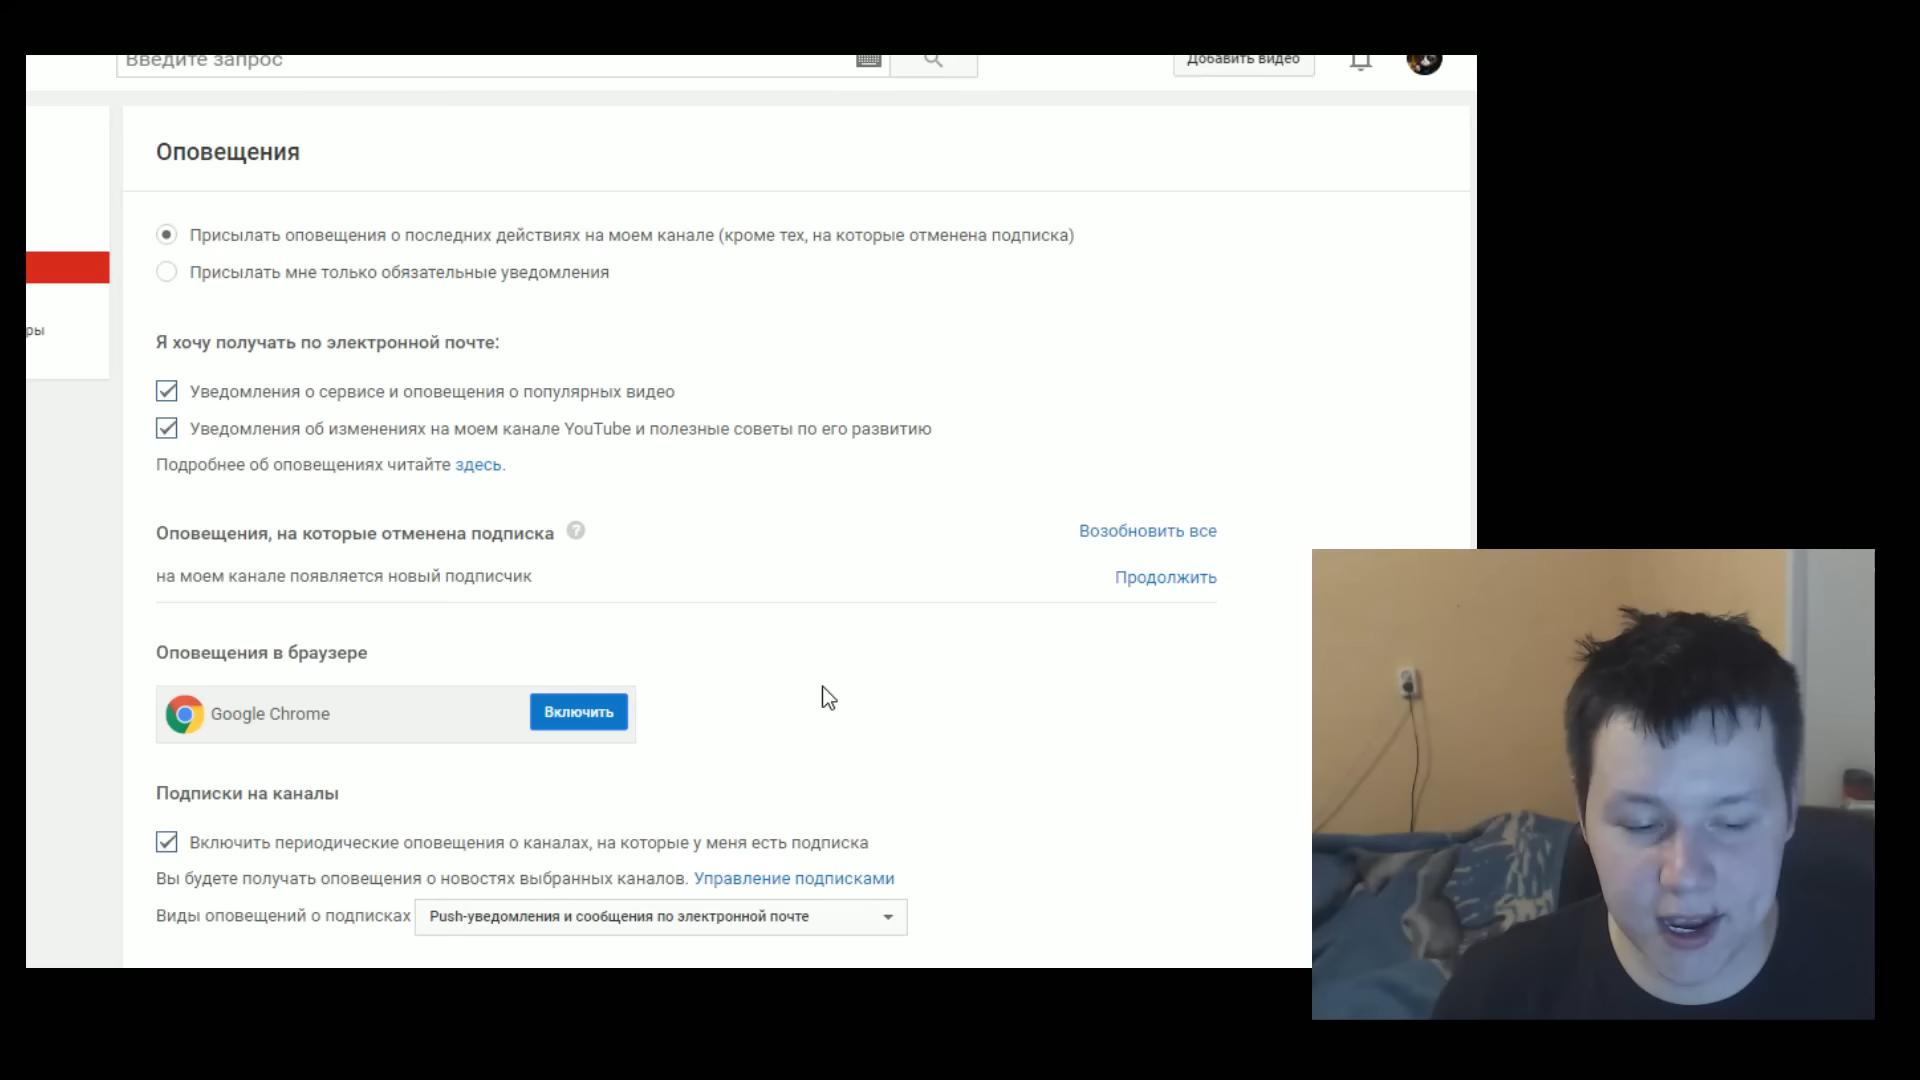 Введите запрос
Добавить видео
Оповещения
Присылать оповещения о последних действиях на моем канале (кроме тех, на которые отменена подписка)
Присылать мне только обязательные уведомления
ры
Я хочу получать по электронной почте:
Уведомления о сервисе и оповещения о популярных видео
Уведомления об изменениях на моем канале YouTube и полезные советы по его развитию
Подробнее об оповещениях читайте здесь.
Оповещения, на которые отменена подписка ?
Возобновить все
на моем канале появляется новый подписчик
Продолжить
Оповещения в браузере
Google Chrome
Включить
Подписки на каналы
Включить периодические оповещения о каналах, на которые у меня есть подписка
Вы будете получать оповещения о новостях выбранных каналов. Управление подписками
Виды оповещений о подписках Push-уведомления и сообщения по электронной почте